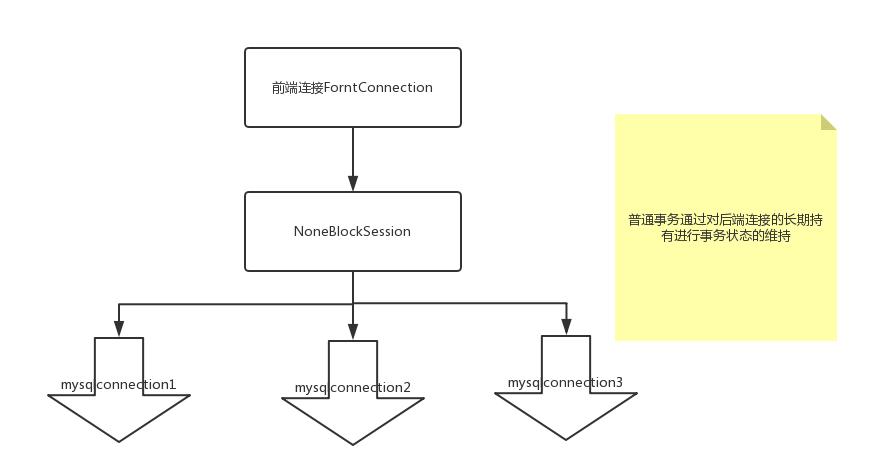 前端连接ForntConnection
NoneBlockSession
普通事务通过对后端连接的长期持
有进行事务状态的维持
mysqlconnection1
mysqlconnection2
mysqlconnection3